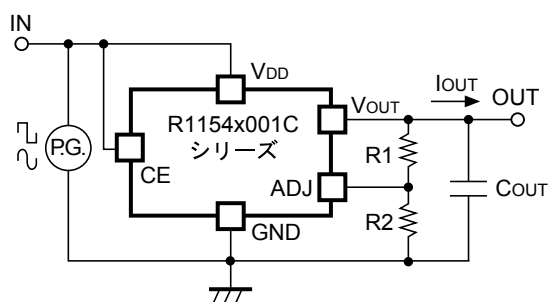 IN
VDD
IOUT
OUT
R1154x001C
シリーズ
VOUT
P.G.
CE
ADJ
R1
R2
COUT
GND